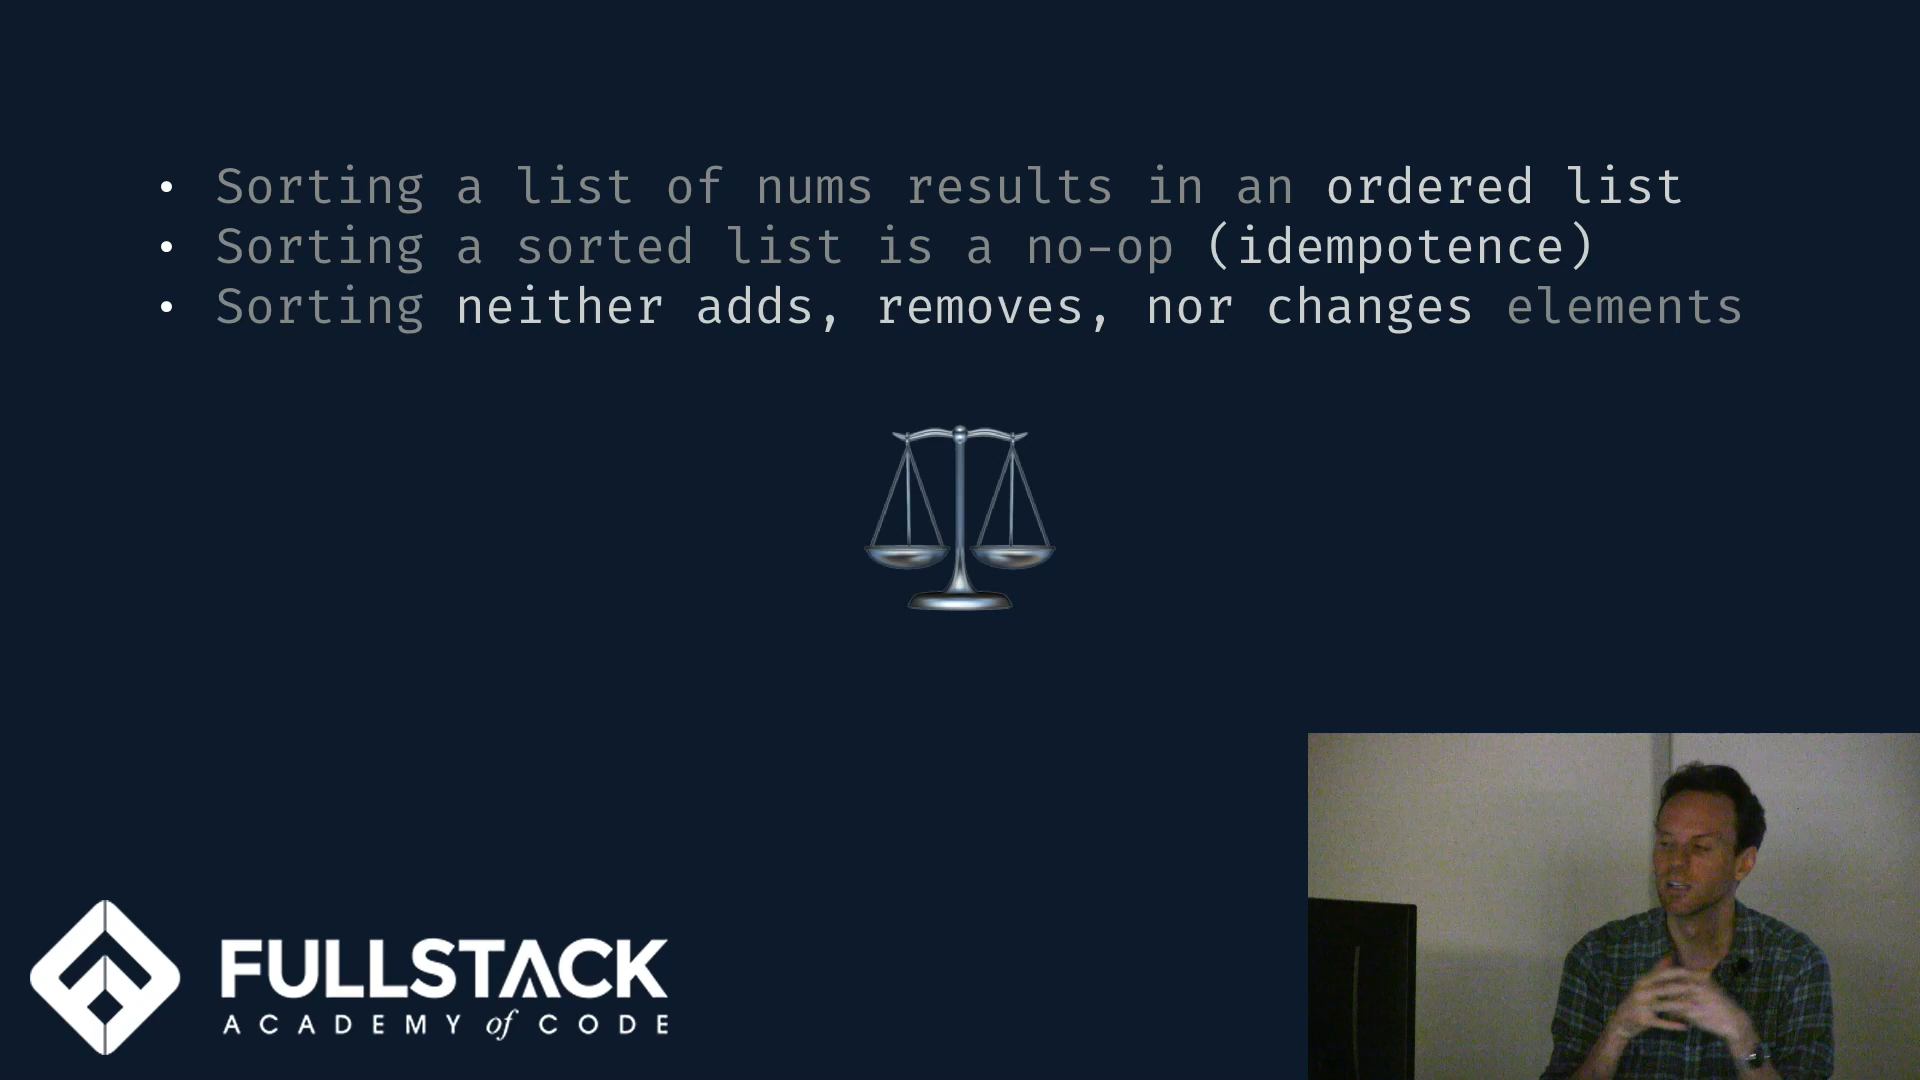 • Sorting a list of nums results in an ordered list
• Sorting a sorted list is a no-op (idempotence)
• Sorting neither adds, removes, nor changes elements
FULLSTACK
ACADEMY of CODE